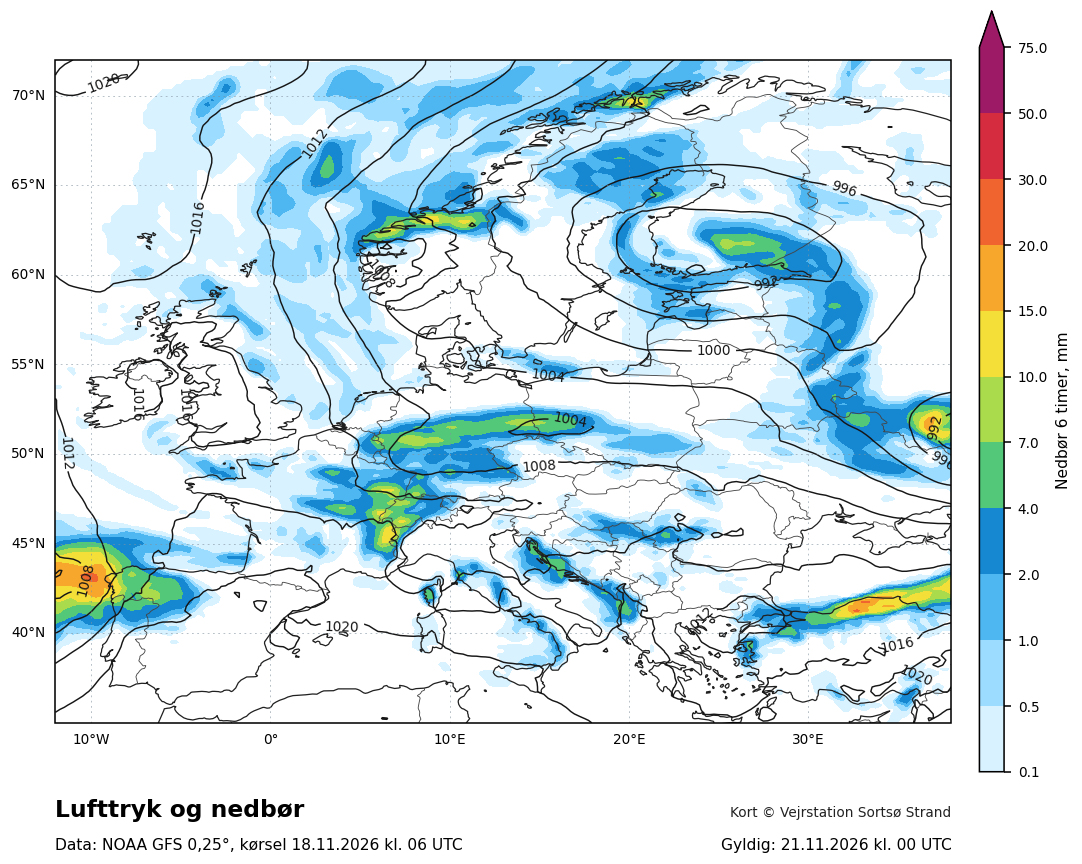 75.0
50.0
30.0
20.0
15.0
10.0
7.0
4.0
2.0
1.0
0.5
0.1
Nedbør 6 timer, mm
70°N
65°N
60°N
55°N
50°N
45°N
40°N
10°W
0°
10°E
20°E
30°E
1020
1012
1016
996
1008
992
1000
1004
1016
1016
1004
1012
1008
992
996
1008
1020
1012
1016
1020
Lufttryk og nedbør
Kort © Vejrstation Sortsø Strand
Data: NOAA GFS 0,25°, kørsel 18.11.2026 kl. 06 UTC
Gyldig: 21.11.2026 kl. 00 UTC